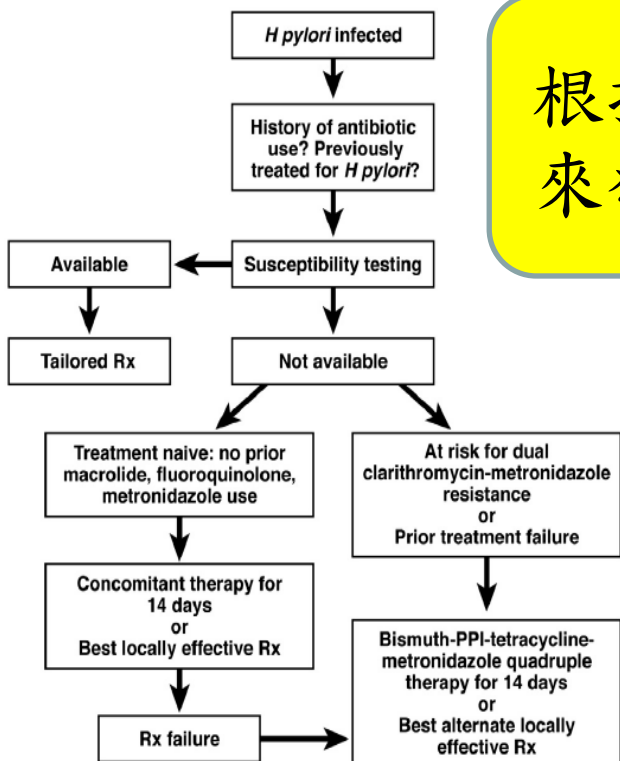 H pylori infected
History of antibiotic
use? Previously
treated for H pylori?
Available
Susceptibility testing
Tailored Rx
Not available
Treatment naive: no prior
macrolide, fluoroquinolone,
metronidazole use
At risk for dual
clarithromycin-metronidazole
resistance
or
Prior treatment failure
Concomitant therapy for
14 days
or
Best locally effective Rx
Bismuth-PPI-tetracycline-
metronidazole quadruple
therapy for 14 days
or
Best alternate locally
effective Rx
Rx failure
根
來